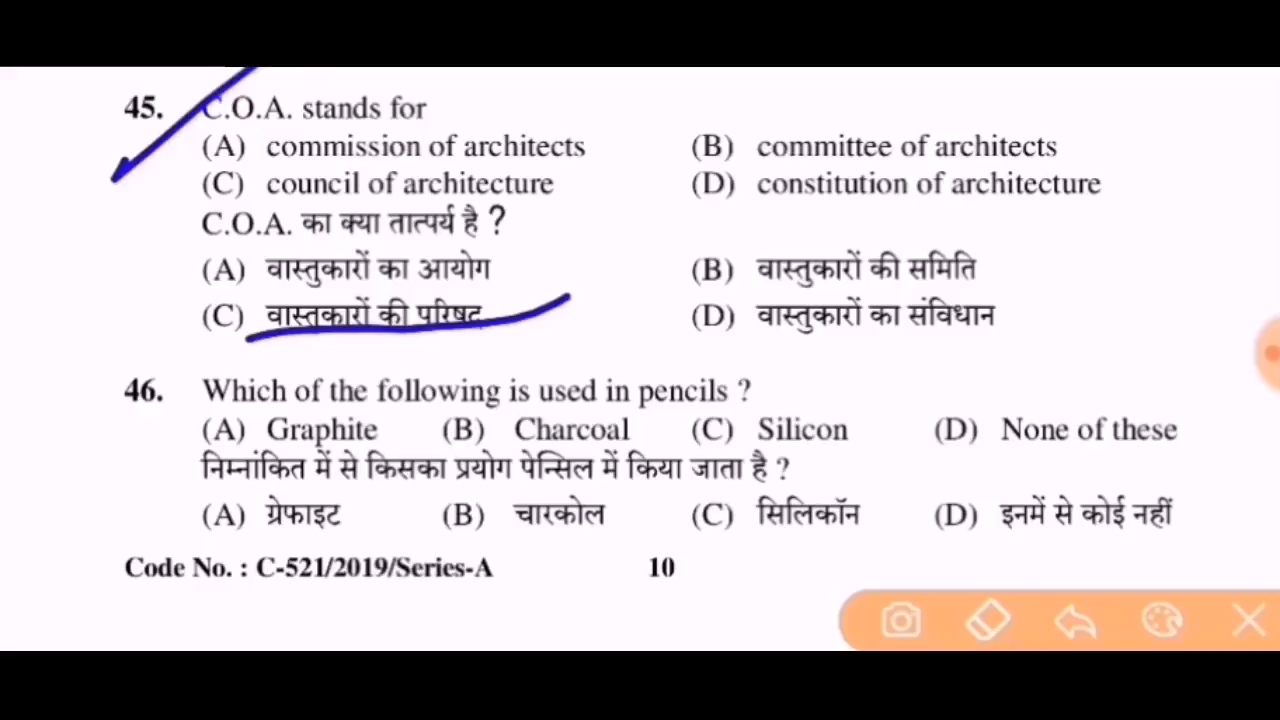 45. C.O.A. stands for
(A) commission of architects (B) committee of architects
(C) council of architecture (D) constitution of architecture
C.O.A. का क्या तात्पर्य है ?
(A) वास्तुकारों का आयोग (B) वास्तुकारों की समिति
(C) वास्तुकारों की परिषद (D) वास्तुकारों का संविधान
46. Which of the following is used in pencils ?
(A) Graphite (B) Charcoal (C) Silicon (D) None of these
निम्नांकित में से किसका प्रयोग पेन्सिल में किया जाता है ?
(A) ग्रेफाइट (B) चारकोल (C) सिलिकॉन (D) इनमें से कोई नहीं
Code No. : C-521/2019/Series-A 10